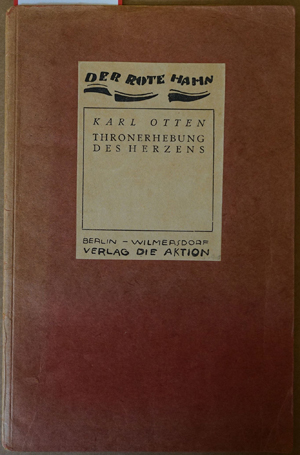 DER ROTE HAHN
KARL OTTEN
THRONERHEBUNG
DES HERZENS
BERLIN - WILMERSDORF
VERLAG DIE AKTION